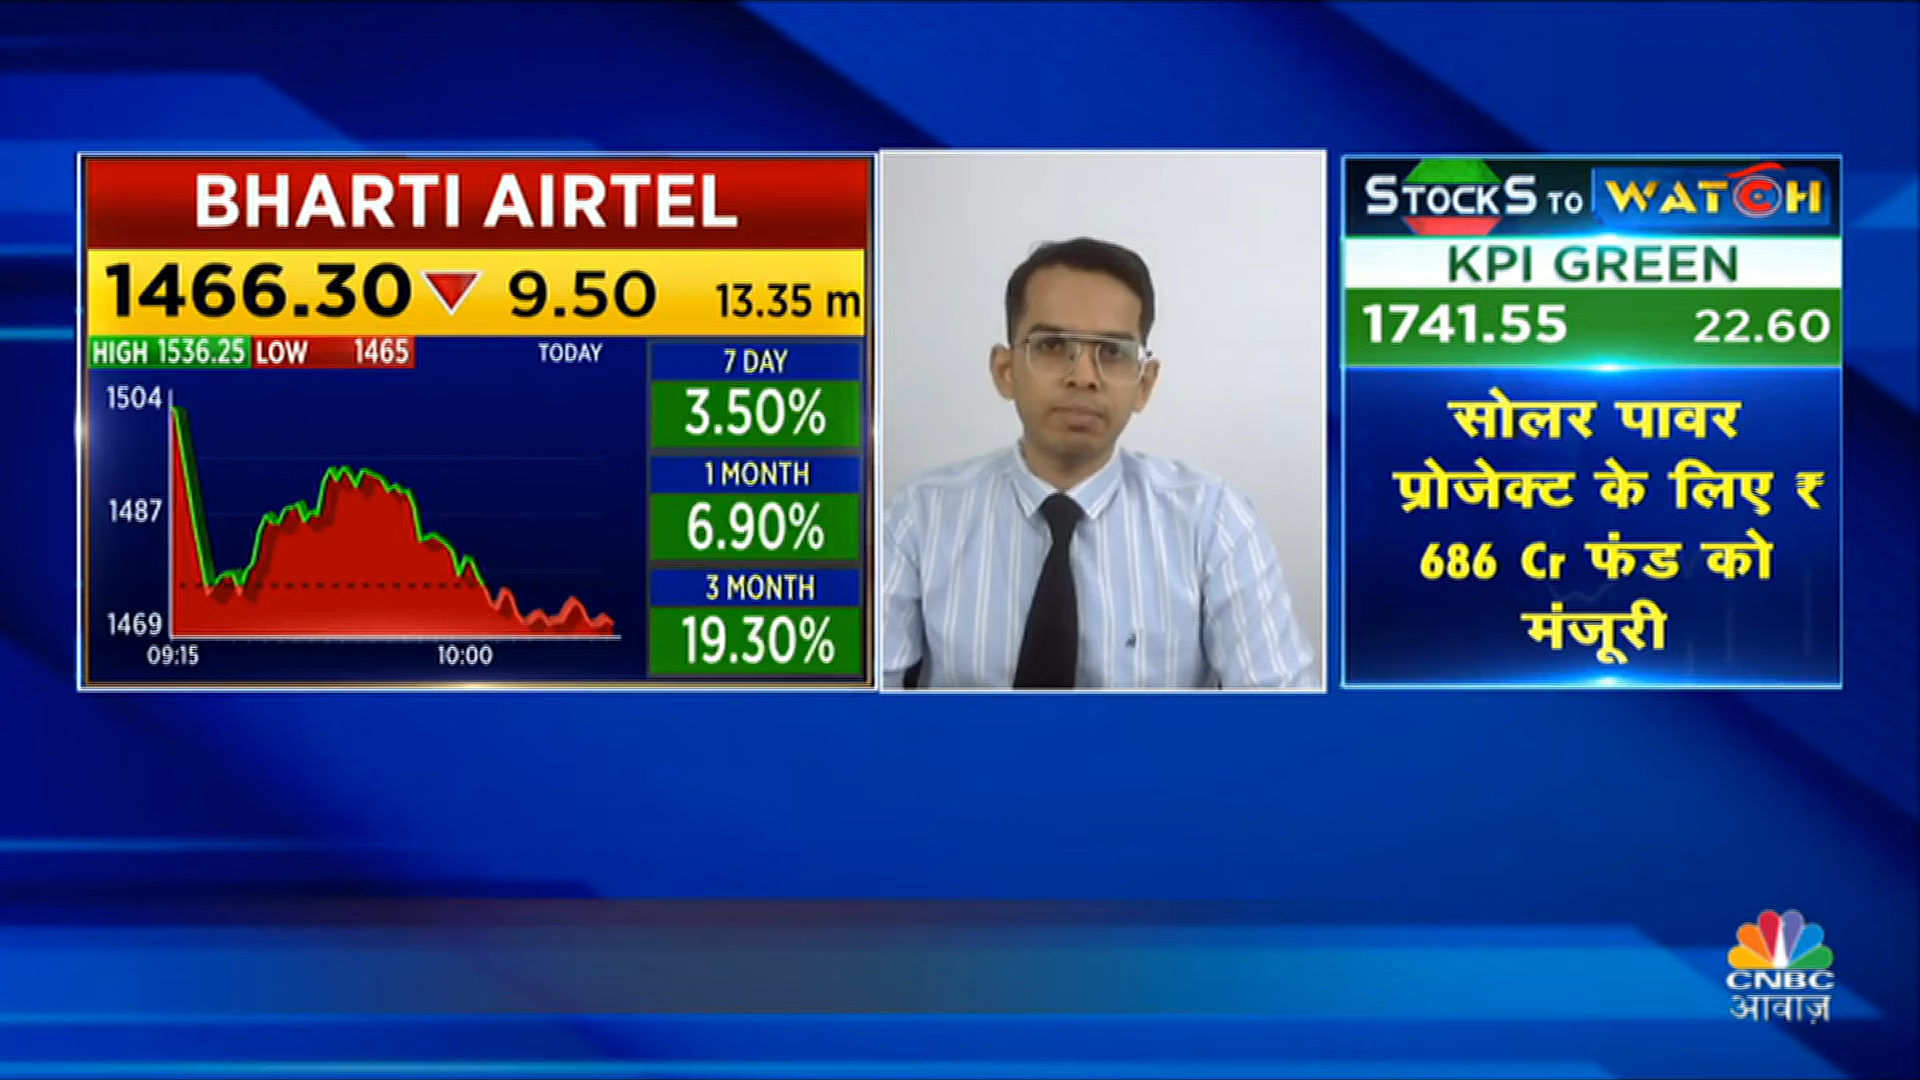 BHARTI AIRTEL
1466.30 9.50 13.35 m
HIGH 1536.25 LOW 1465 TODAY
1504
1487
1469
09:15 10:00
7 DAY
3.50%
1 MONTH
6.90%
3 MONTH
19.30%
STOCKS TO WATCH
KPI GREEN
1741.55 22.60
सोलर पावर
प्रोजेक्ट के लिए ₹
686 Cr फंड को
मंजूरी
CNBC
आवाज़